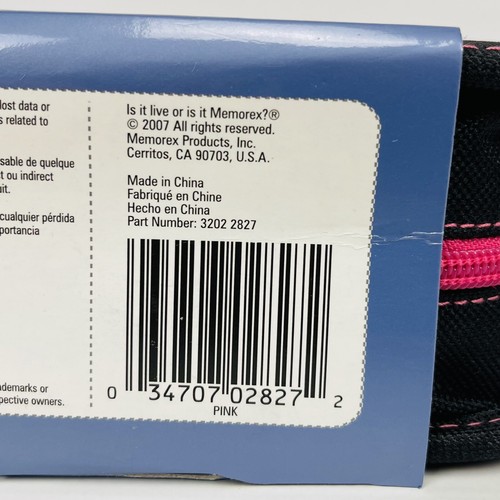 lost data or
s related to
sable de quelque
t ou indirect
uit.
cualquier pérdida
portancia
demarks or
pective owners.
Is it live or is it Memorex?®
© 2007 All rights reserved.
Memorex Products, Inc.
Cerritos, CA 90703, U.S.A.
Made in China
Fabriqué en Chine
Hecho en China
Part Number: 3202 2827
0 34707 02827 2
PINK